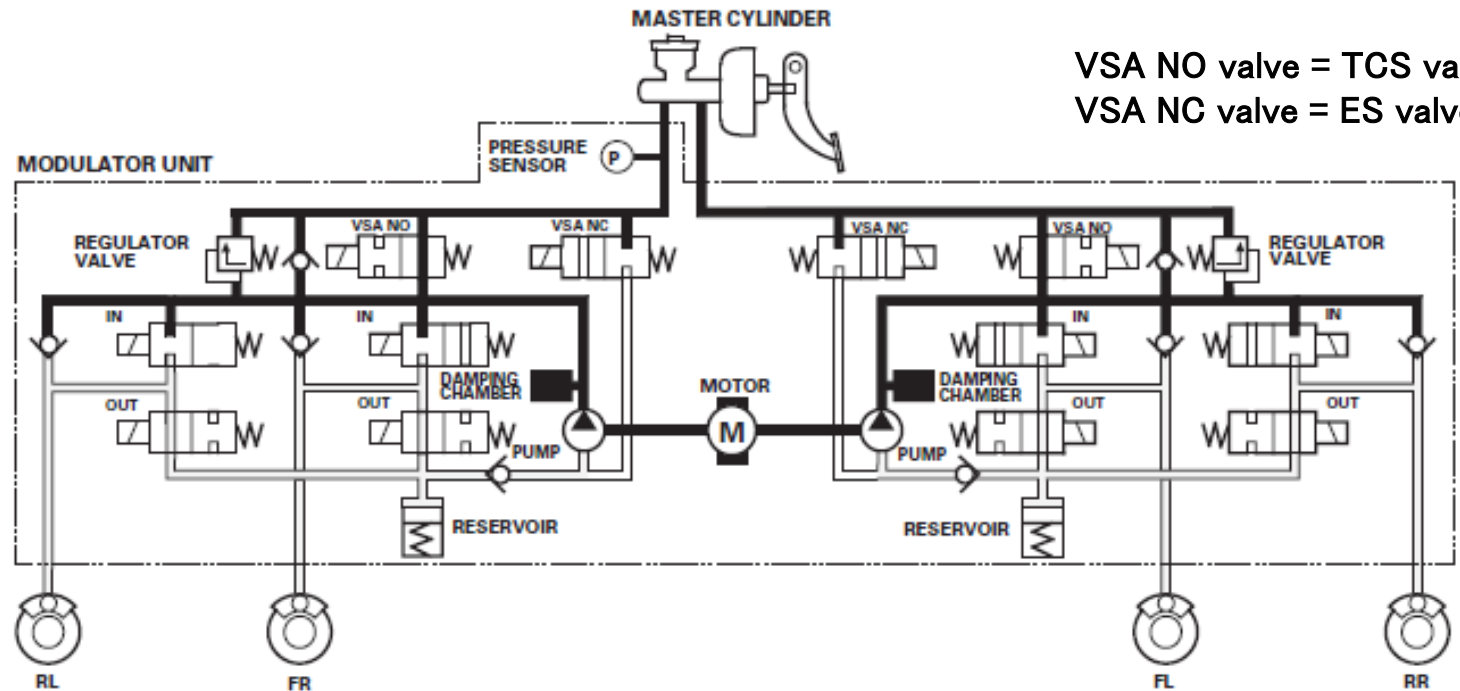 MASTER CYLINDER
VSA NO valve = TCS
VSA NC valve = ES
PRESSURE
SENSOR
P
MODULATOR UNIT
REGULATOR
VALVE
VSA NO
VSA NC
VSA NC
VSA NO
REGULATOR
VALVE
IN
IN
IN
IN
DAMPING
CHAMBER
MOTOR
DAMPING
CHAMBER
OUT
OUT
OUT
OUT
M
PUMP
PUMP
RESERVOIR
RESERVOIR
RL
FR
FL
RR